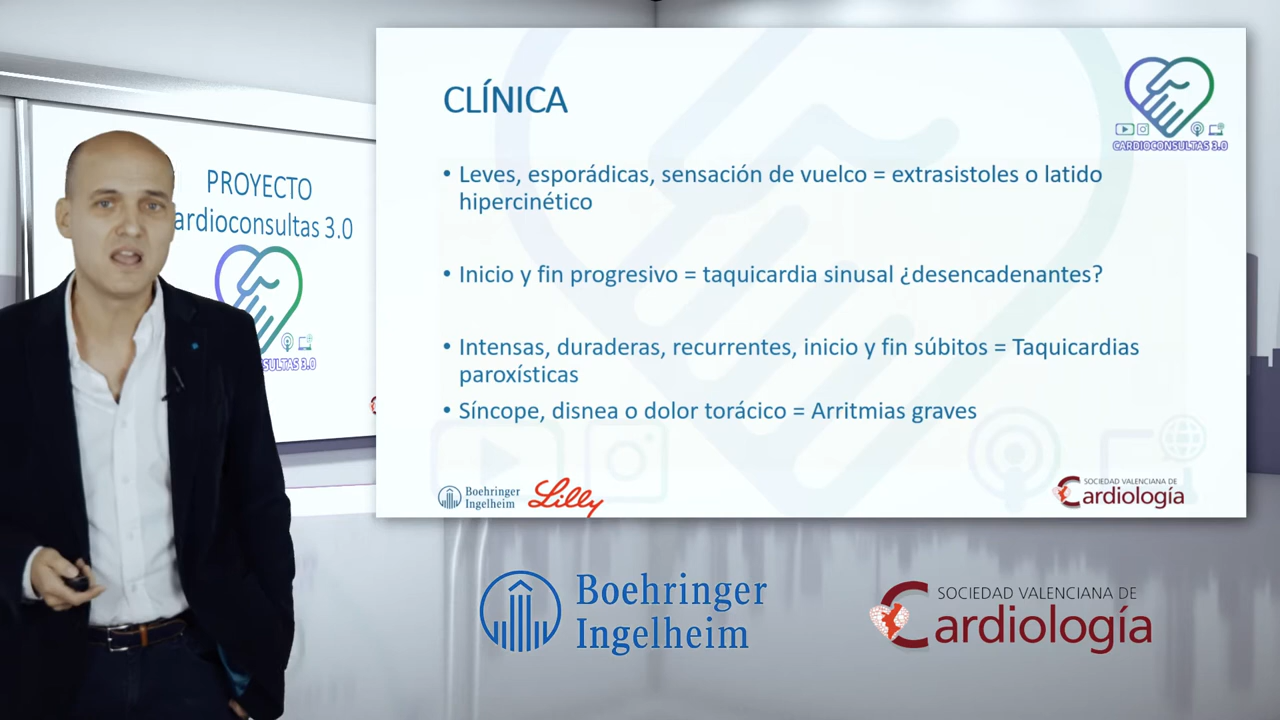 PROYECTO
ardioconsultas 3.0
SULTAS 3.0
CLÍNICA
CARDIOCONSULTAS 3.0
• Leves, esporádicas, sensación de vuelco = extrasistoles o latido
hipercinético
• Inicio y fin progresivo = taquicardia sinusal ¿desencadenantes?
• Intensas, duraderas, recurrentes, inicio y fin súbitos = Taquicardias
paroxísticas
• Síncope, disnea o dolor torácico = Arritmias graves
Boehringer
Ingelheim
Lilly
SOCIEDAD VALENCIANA DE
Cardiología
Boehringer
Ingelheim
SOCIEDAD VALENCIANA DE
Cardiología